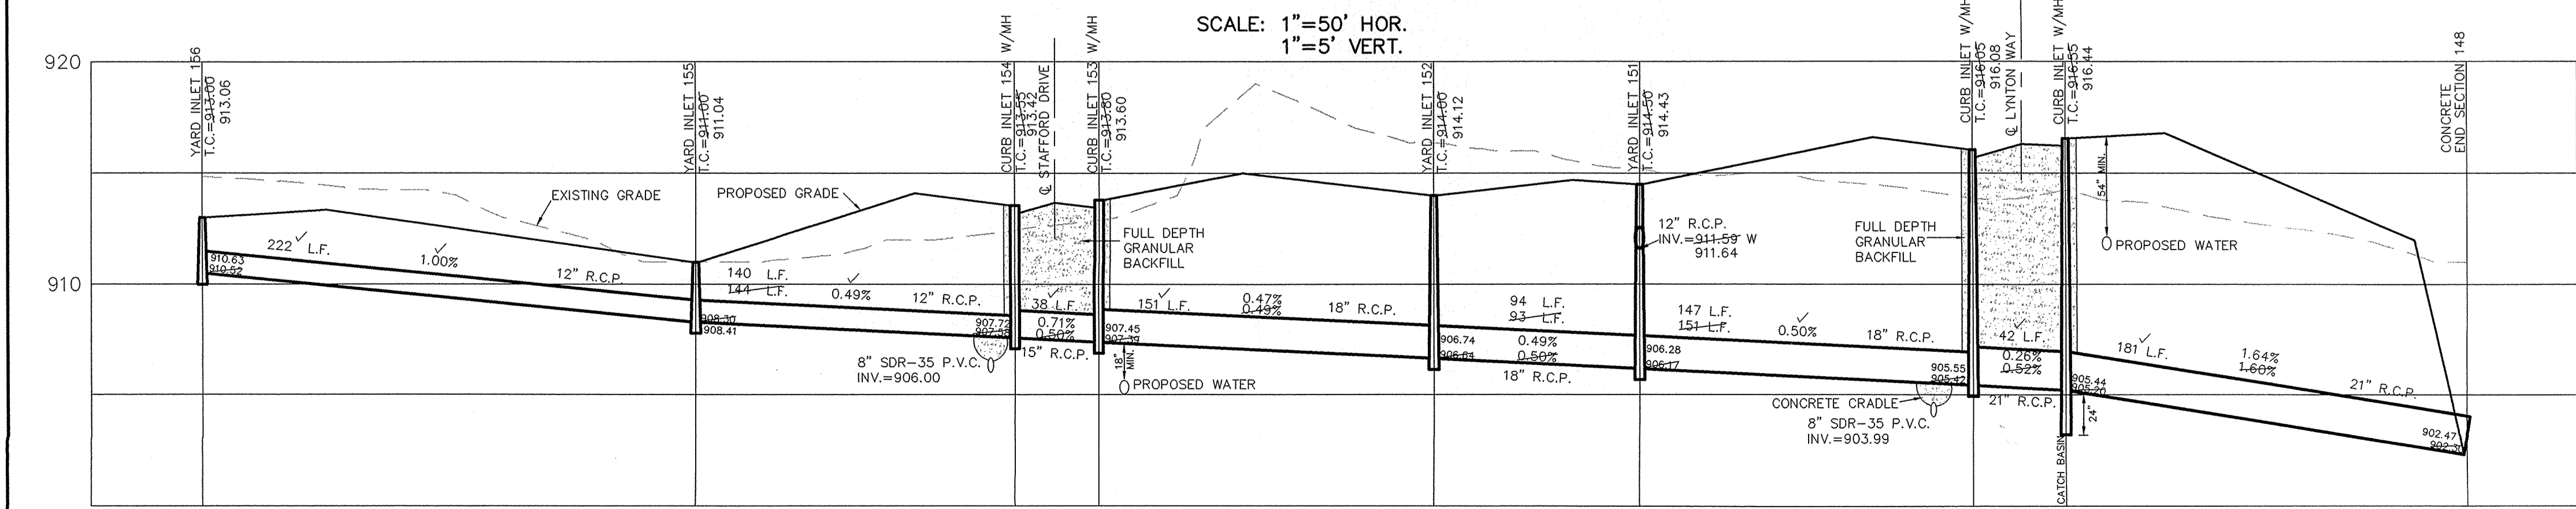 SCALE: 1"=50' HOR.
1"=5' VERT.
920
910
YARD INLET 156
T.C.=913.00
913.06
YARD INLET 155
T.C.=911.00
911.04
CURB INLET 154 W/MH
T.C.=913.55
913.42
℄ STAFFORD DRIVE
CURB INLET 153 W/MH
T.C.=913.80
913.60
YARD INLET 152
T.C.=914.00
914.12
YARD INLET 151
T.C.=914.50
914.43
CURB INLET W/MH
T.C.=916.05
916.08
℄ LYNTON WAY
CURB INLET W/MH
T.C.=916.55
916.44
CONCRETE
END SECTION 148
EXISTING GRADE
PROPOSED GRADE
222 L.F.
1.00%
12" R.C.P.
910.63
910.52
140 L.F.
144 L.F.
0.49%
12" R.C.P.
908.30
908.41
907.72
907.58
8" SDR-35 P.V.C.
INV.=906.00
38 L.F.
0.71%
0.50%
15" R.C.P.
FULL DEPTH
GRANULAR
BACKFILL
151 L.F.
0.47%
0.49%
18" R.C.P.
907.45
907.39
18"
MIN.
PROPOSED WATER
94 L.F.
93 L.F.
906.74
906.64
0.49%
0.50%
18" R.C.P.
12" R.C.P.
INV.=911.59 W
911.64
147 L.F.
151 L.F.
0.50%
18" R.C.P.
906.28
906.17
FULL DEPTH
GRANULAR
BACKFILL
905.55
905.42
CONCRETE CRADLE
8" SDR-35 P.V.C.
INV.=903.99
42 L.F.
0.26%
0.52%
21" R.C.P.
54" MIN.
PROPOSED WATER
905.44
905.20
24"
CATCH BASIN
181 L.F.
1.64%
1.60%
21" R.C.P.
902.47